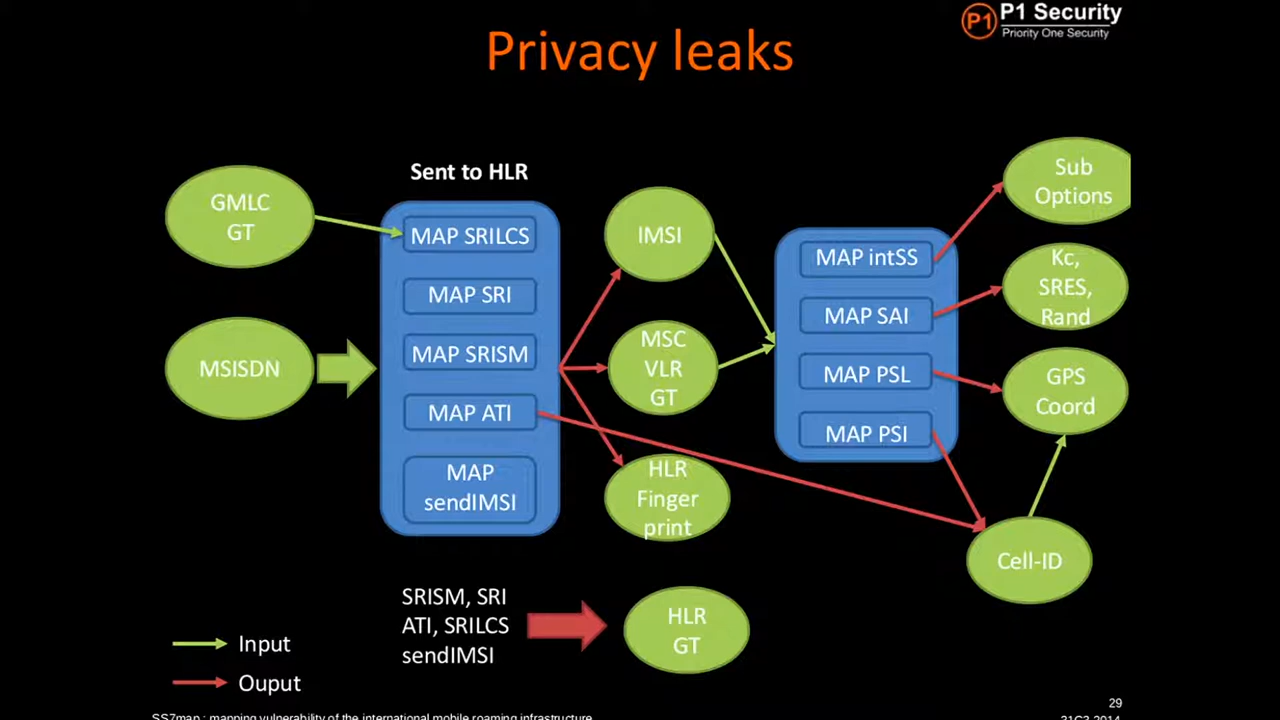 P1 P1 Security
Priority One Security
Privacy leaks
Sent to HLR
GMLC
GT
MSISDN
MAP SRILCS
MAP SRI
MAP SRISM
MAP ATI
MAP
sendIMSI
IMSI
MSC
VLR
GT
HLR
Finger
print
MAP intSS
MAP SAI
MAP PSL
MAP PSI
Sub
Options
Kc,
SRES,
Rand
GPS
Coord
Cell-ID
SRISM, SRI
ATI, SRILCS
sendIMSI
HLR
GT
Input
Ouput
29
SS7map : mapping vulnerability of the international mobile roaming infrastructure
31C3 2014